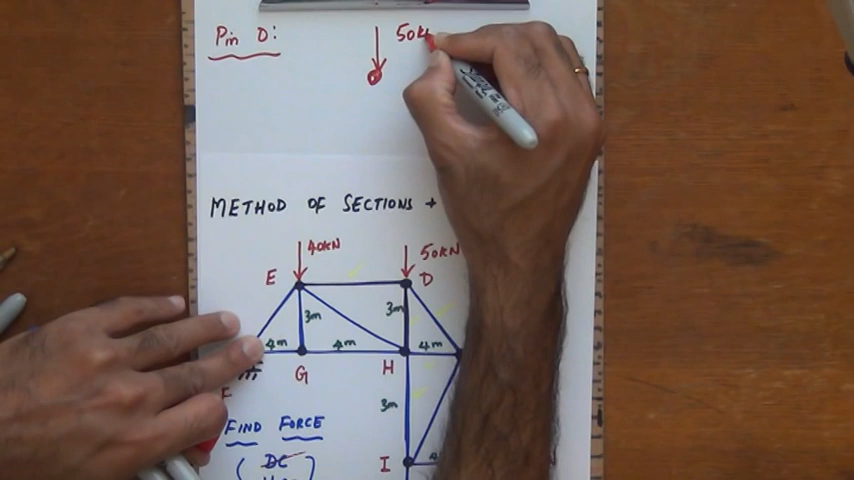 Pin D:
50k
METHOD OF SECTIONS +
40KN
50KN
E
D
3m
3m
4m
4m
4m
G
H
F
3m
FIND FORCE
DC
I